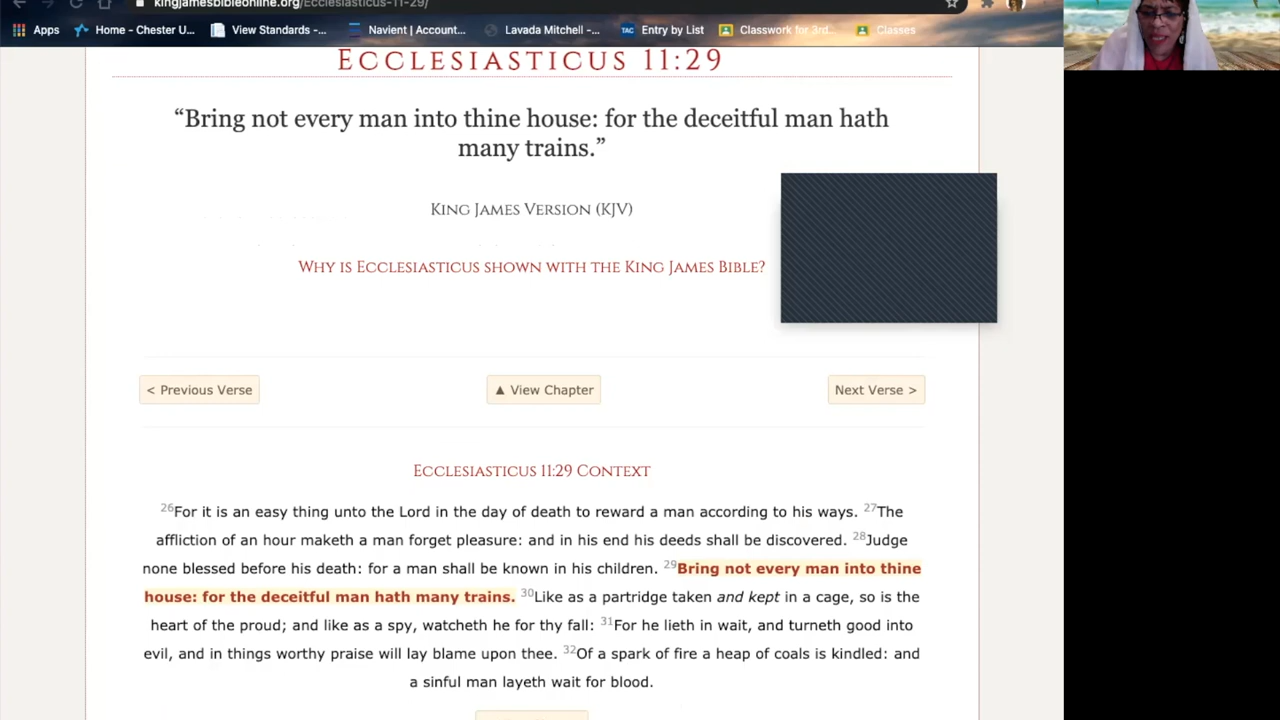 kingjamesbibleonline.org/Ecclesiasticus-11-29/
Apps Home - Chester U... View Standards -... Navient | Account... Lavada Mitchell -... TAC Entry by List Classwork for 3rd... Classes
Ecclesiasticus 11:29
“Bring not every man into thine house: for the deceitful man hath
many trains.”
King James Version (KJV)
Why is Ecclesiasticus shown with the King James Bible?
< Previous Verse ▲ View Chapter Next Verse >
Ecclesiasticus 11:29 Context
26For it is an easy thing unto the Lord in the day of death to reward a man according to his ways. 27The
affliction of an hour maketh a man forget pleasure: and in his end his deeds shall be discovered. 28Judge
none blessed before his death: for a man shall be known in his children. 29Bring not every man into thine
house: for the deceitful man hath many trains. 30Like as a partridge taken and kept in a cage, so is the
heart of the proud; and like as a spy, watcheth he for thy fall: 31For he lieth in wait, and turneth good into
evil, and in things worthy praise will lay blame upon thee. 32Of a spark of fire a heap of coals is kindled: and
a sinful man layeth wait for blood.